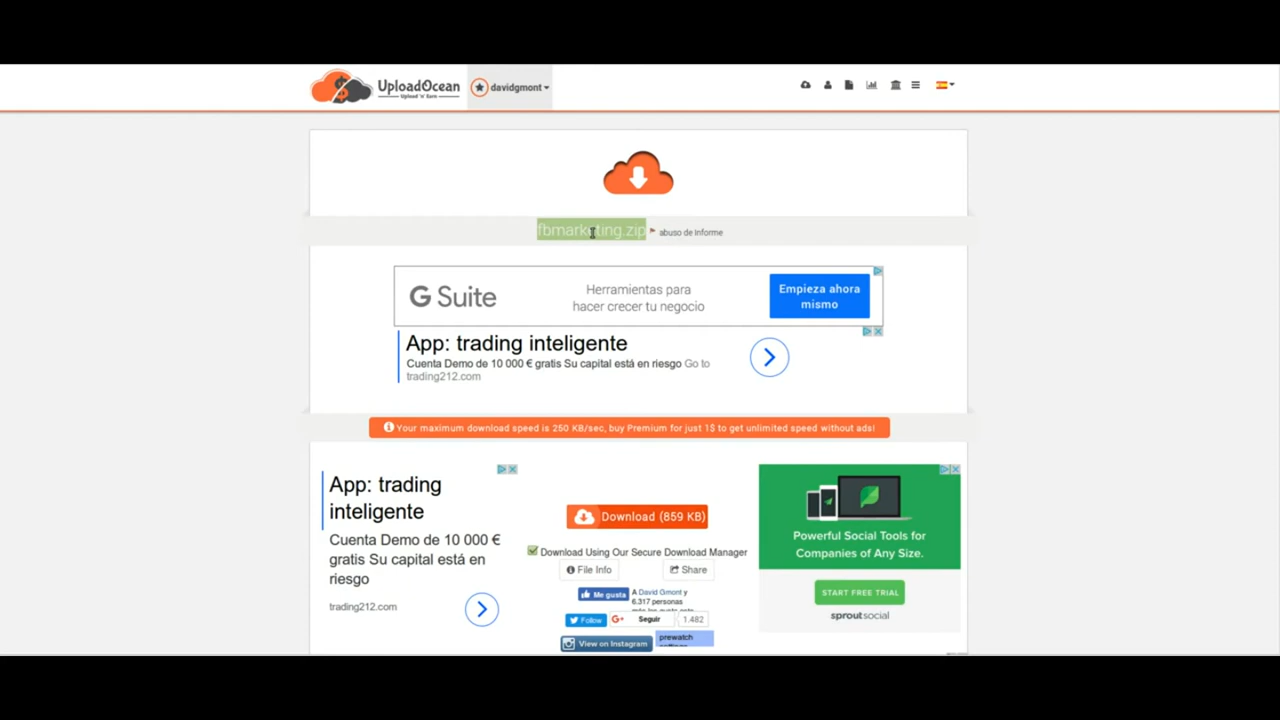 UploadOcean
Upload 'n' Earn
davidgmont
fbmarketing.zip
abuso de Informe
G Suite
Herramientas para
hacer crecer tu negocio
Empieza ahora
mismo
App: trading inteligente
Cuenta Demo de 10 000 € gratis Su capital está en riesgo Go to
trading212.com
Your maximum download speed is 250 KB/sec, buy Premium for just 1$ to get unlimited speed without ads!
App: trading
inteligente
Cuenta Demo de 10 000 €
gratis Su capital está en
riesgo
trading212.com
Download (859 KB)
Download Using Our Secure Download Manager
File Info
Share
Me gusta
A David Gmont y
6.317 personas
Follow
G+
Seguir
1.482
View on Instagram
prewatch
Powerful Social Tools for
Companies of Any Size.
START FREE TRIAL
sproutsocial